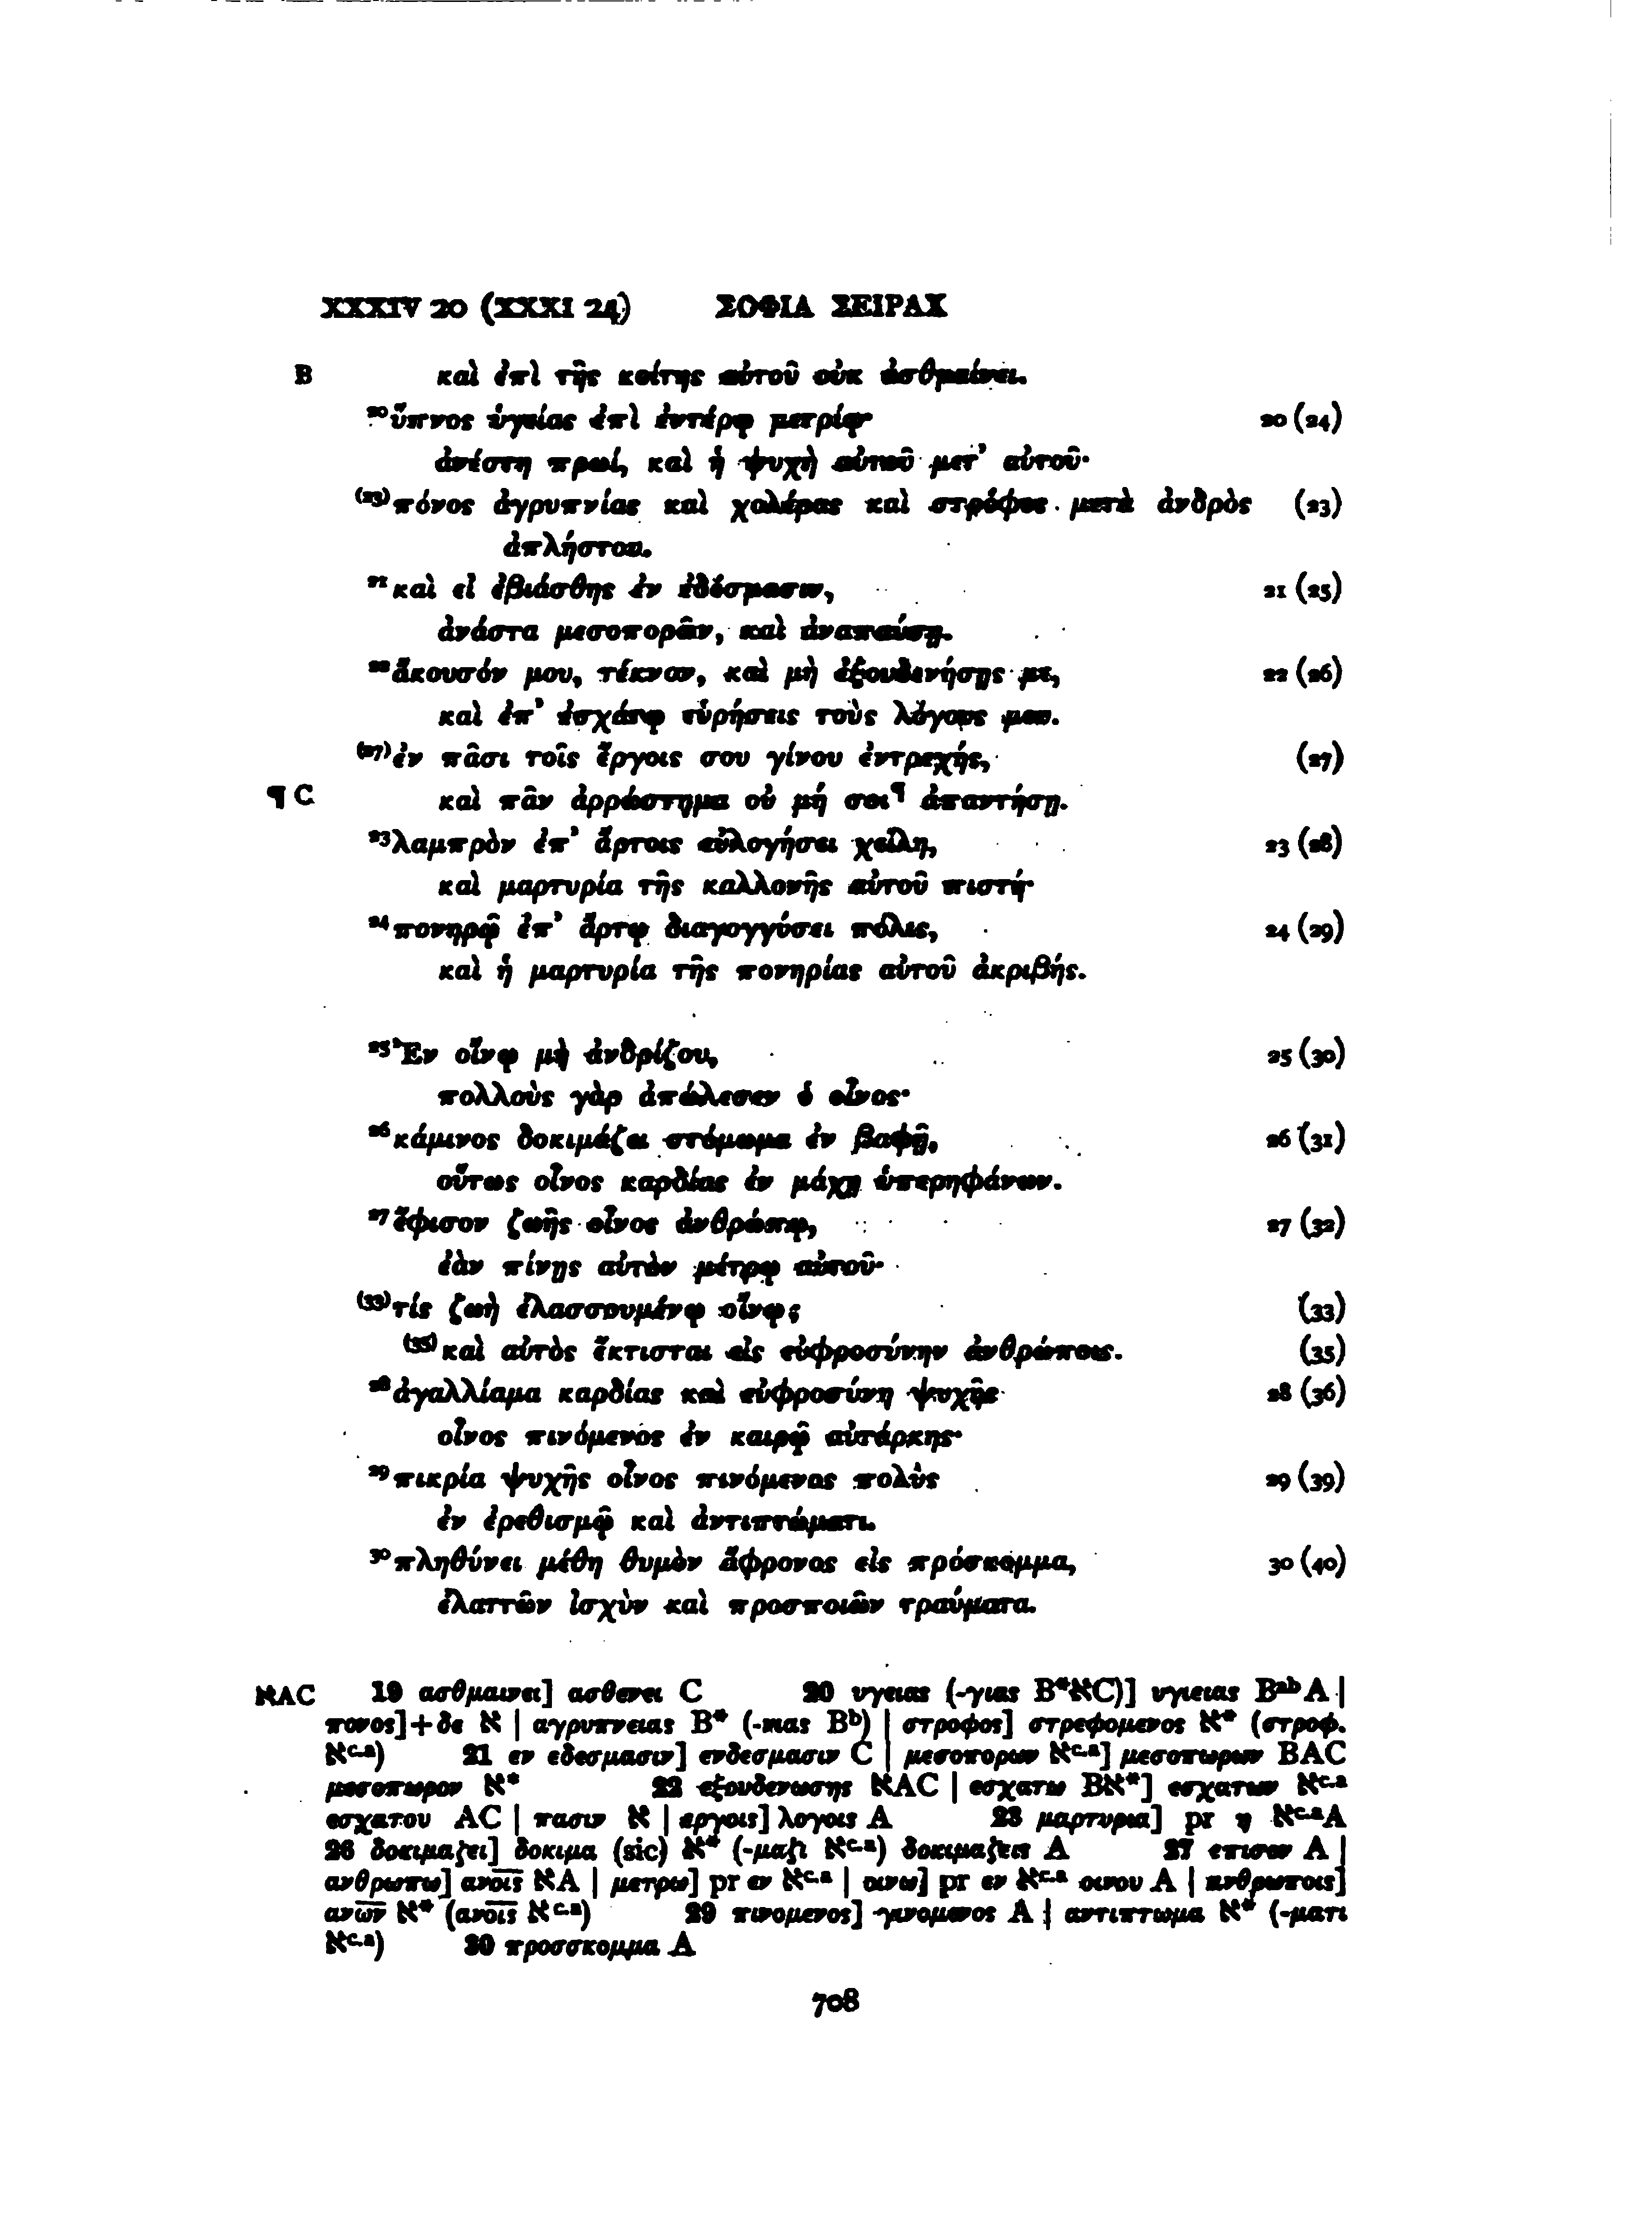 XXXIV 20 (XXXI 24) ΣΟΦΙΑ ΣΕΙΡΑΧ
B καὶ ἐπὶ τῆς κοίτης αὐτοῦ οὐκ ἀσθμαίνει.
20 ὕπνος ὑγείας ἐπὶ ἐντέρῳ μετρίῳ· 20 (24)
ἀνέστη πρωί, καὶ ἡ ψυχὴ αὐτοῦ μετ᾿ αὐτοῦ·
(23) πόνος ἀγρυπνίας καὶ χολέρας καὶ στρόφος μετὰ ἀνδρὸς (23)
ἀπλήστου.
21 καὶ εἰ ἐβιάσθης ἐν ἐδέσμασιν, 21 (25)
ἀνάστα μεσοπορῶν, καὶ ἀναπαύσῃ.
22 ἄκουσόν μου, τέκνον, καὶ μὴ ἐξουδενήσῃς με, 22 (26)
καὶ ἐπ᾿ ἐσχάτῳ εὑρήσεις τοὺς λόγους μου.
(27) ἐν πᾶσι τοῖς ἔργοις σου γίνου ἐντρεχής, (27)
¶ C καὶ πᾶν ἀρρώστημα οὐ μή σοι¶ ἀπαντήσῃ.
23 λαμπρὸν ἐπ᾿ ἄρτοις εὐλογήσει χείλη, 23 (28)
καὶ μαρτυρία τῆς καλλονῆς αὐτοῦ πιστή·
24 πονηρῷ ἐπ᾿ ἄρτῳ διαγογγύσει πόλις, 24 (29)
καὶ ἡ μαρτυρία τῆς πονηρίας αὐτοῦ ἀκριβής.
25 Ἐν οἴνῳ μὴ ἀνδρίζου, 25 (30)
πολλοὺς γὰρ ἀπώλεσεν ὁ οἶνος·
26 κάμινος δοκιμάζει στόμωμα ἐν βαφῇ, 26 (31)
οὕτως οἶνος καρδίας ἐν μάχῃ ὑπερηφάνων.
27 ἔφισον ζωῆς οἶνος ἀνθρώπῳ, 27 (32)
ἐὰν πίνῃς αὐτὸν μέτρῳ αὐτοῦ·
(33) τίς ζωὴ ἐλασσουμένῳ οἴνῳ; (33)
(35) καὶ αὐτὸς ἔκτισται εἰς εὐφροσύνην ἀνθρώποις. (35)
28 ἀγαλλίαμα καρδίας καὶ εὐφροσύνη ψυχῆς 28 (36)
οἶνος πινόμενος ἐν καιρῷ αὐτάρκης·
29 πικρία ψυχῆς οἶνος πινόμενος πολὺς 29 (39)
ἐν ἐρεθισμῷ καὶ ἀντιπτώματι.
30 πληθύνει μέθη θυμὸν ἄφρονος εἰς πρόσκομμα, 30 (40)
ἐλαττῶν ἰσχὺν καὶ προσποιῶν τραύματα.
אAC 19 ασθμαινει] ασθενει C 20 υγειας (-γιας B*אC)] υγιειας Bab A |
πονος]+δε א | αγρυπνειας B* (-πιας Bb) | στροφος] στρεφομενος א* (στροφ.
אc.a) 21 εν εδεσμασιν] ενδεσμασιν C | μεσοπορων אc.a] μεσοπωρων BAC
μεσοπωρον א* 22 εξουδενωσης אAC | εσχατω Bא*] εσχατων אc.a
εσχατου AC | πασιν א | εργοις] λογοις A 23 μαρτυρια] pr η אc.a A
26 δοκιμαζει] δοκιμα (sic) א* (-μαζι אc.a) δοκιμαζεις A 27 επισον A |
ανθρωπω] ανοις אA | μετρω] pr εν אc.a | οινω] pr εν אc.a οινου A | ανθρωποις]
ανων א* (ανοις אc.a) 29 πινομενος] γινομενος A | αντιπτωμα א* (-ματι
אc.a) 30 προσσκομμα A
708